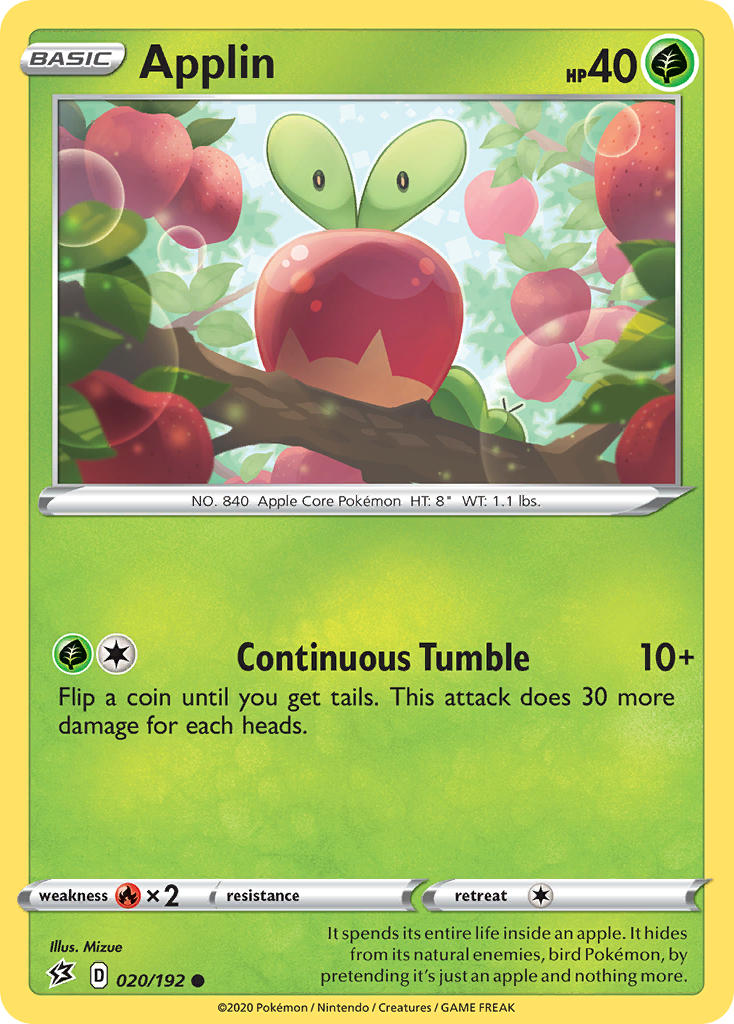 BASIC Applin HP40
NO. 840 Apple Core Pokémon HT: 8" WT: 1.1 lbs.
Continuous Tumble 10+
Flip a coin until you get tails. This attack does 30 more
damage for each heads.
weakness ×2 resistance retreat
It spends its entire life inside an apple. It hides
from its natural enemies, bird Pokémon, by
pretending it's just an apple and nothing more.
Illus. Mizue
D 020/192
©2020 Pokémon / Nintendo / Creatures / GAME FREAK